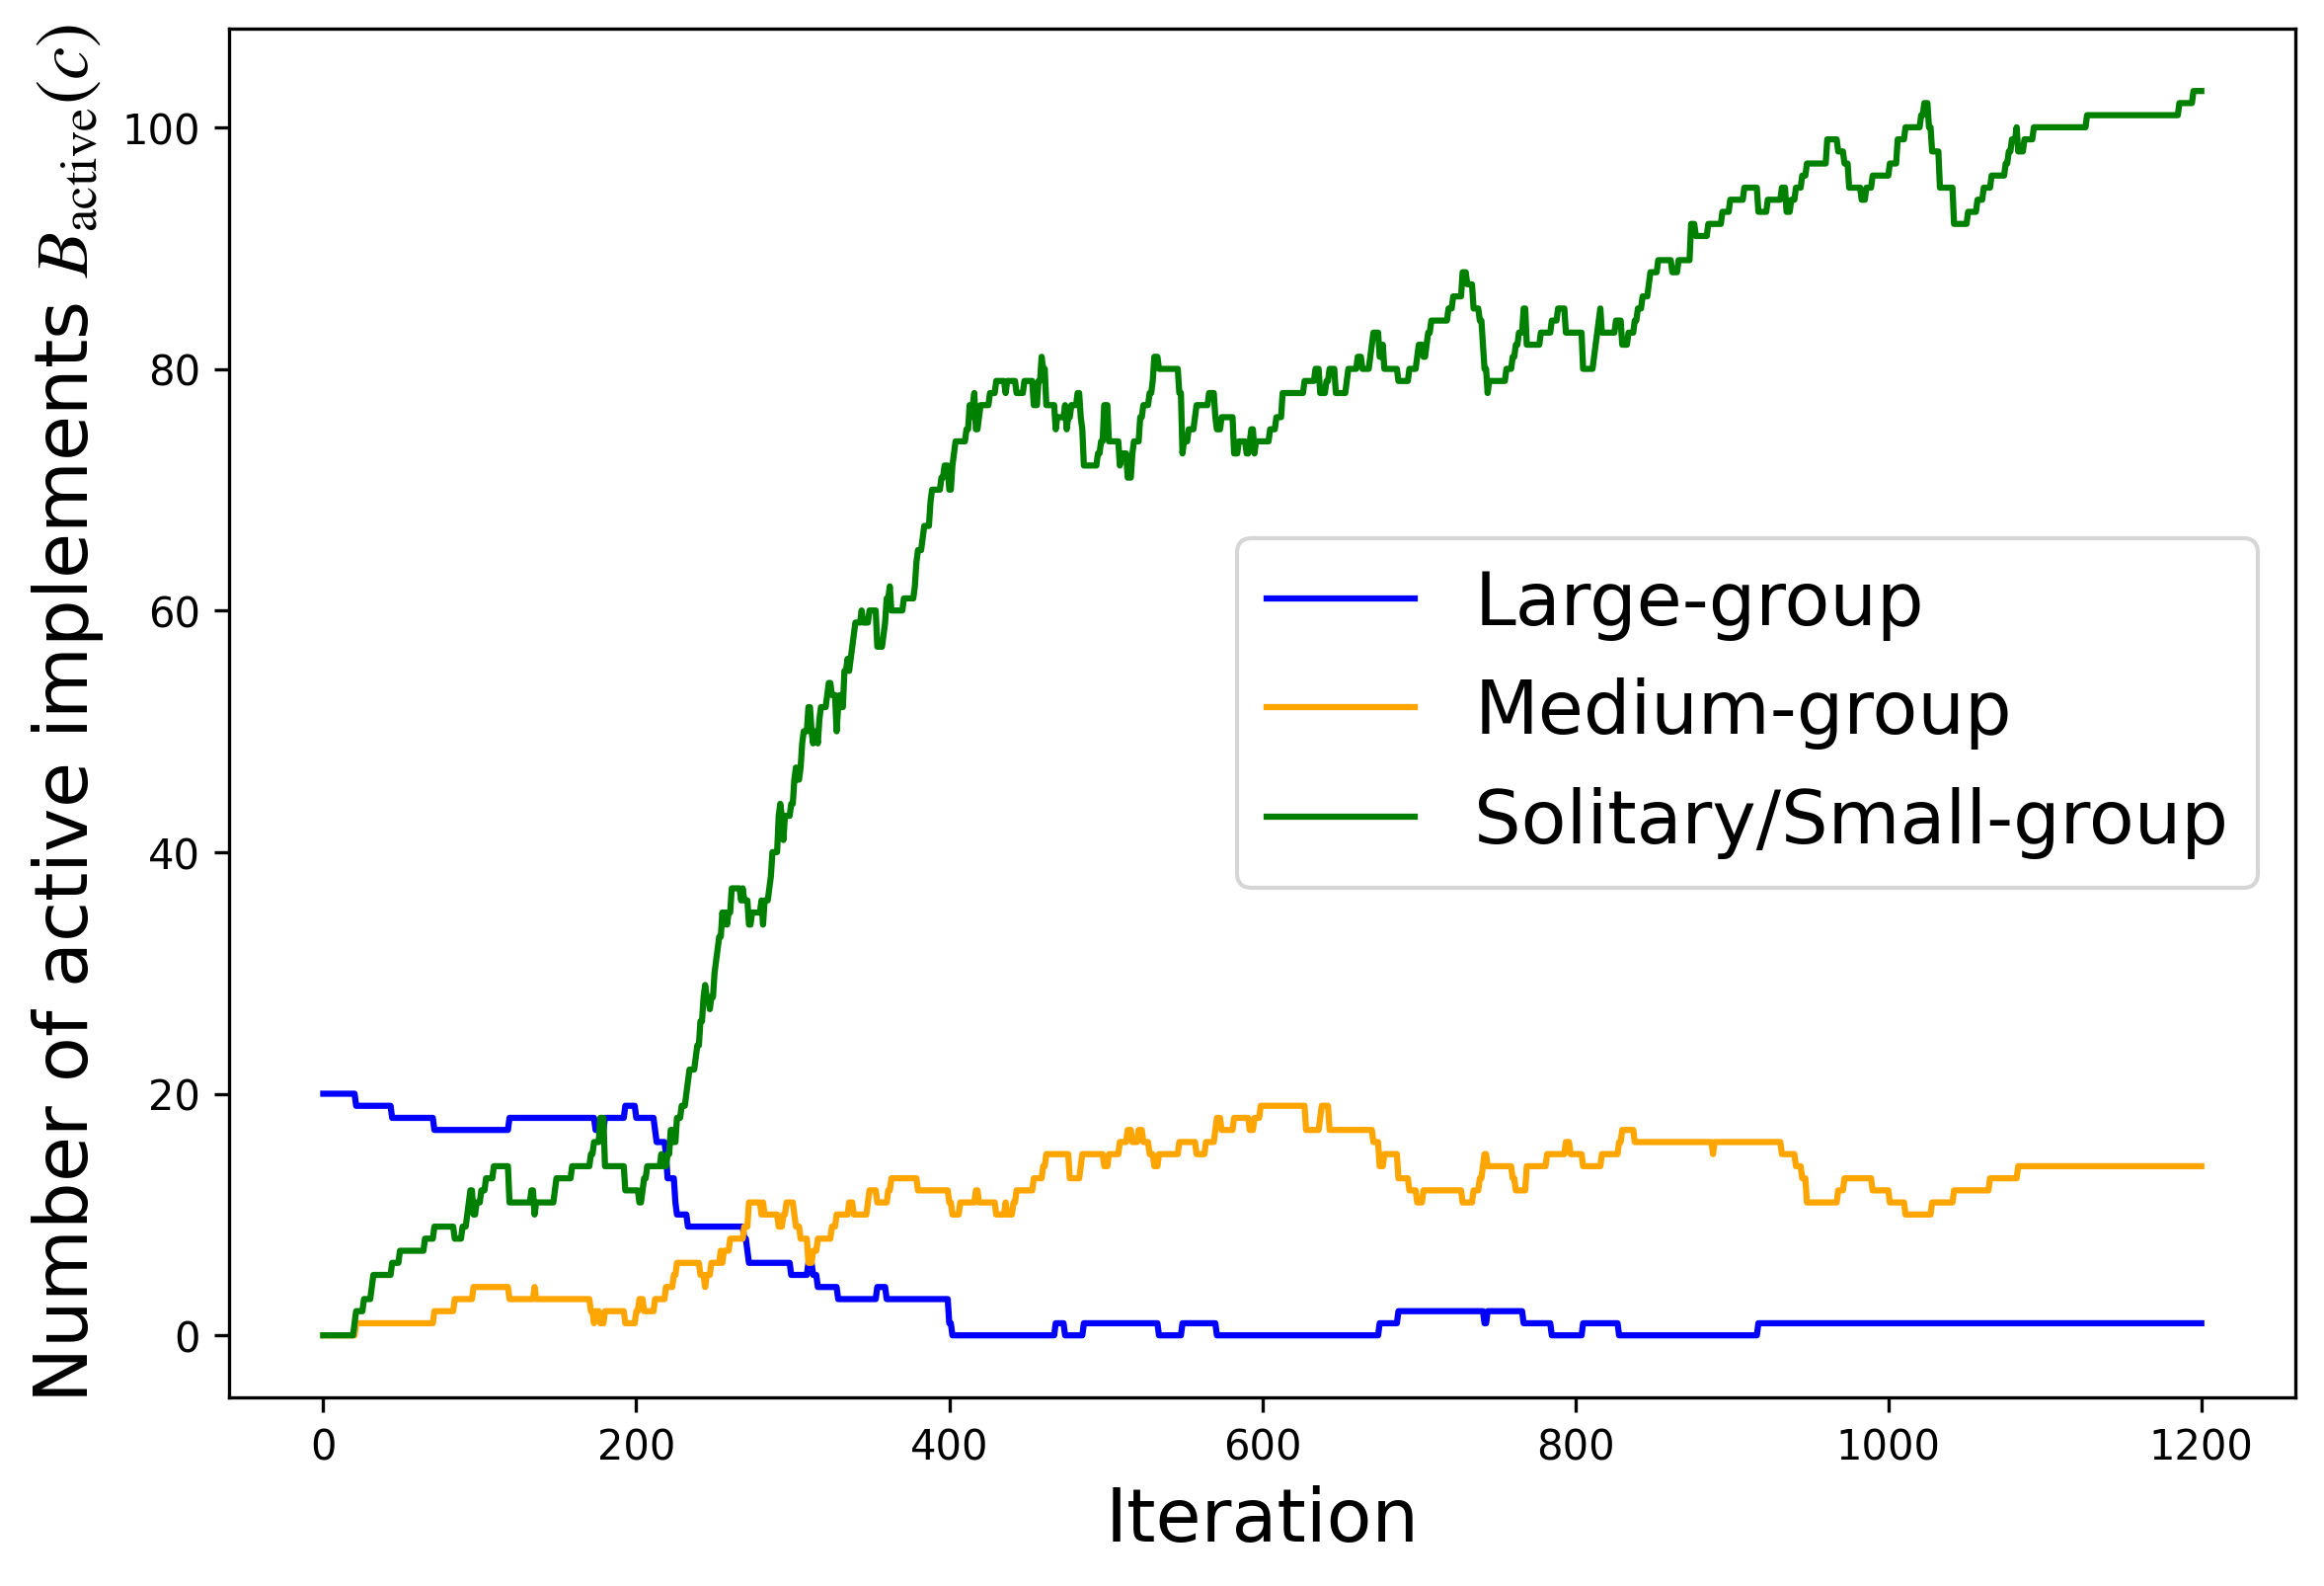 Number of active implements B_active(c)
100
80
60
40
20
0
Large-group
Medium-group
Solitary/Small-group
0 200 400 600 800 1000 1200
Iteration